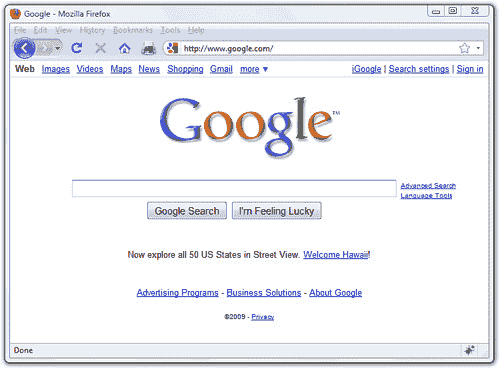 Google - Mozilla Firefox
File Edit View History Bookmarks Tools Help
http://www.google.com/
Web Images Videos Maps News Shopping Gmail more ▼ iGoogle | Search settings | Sign in
Google™
Advanced Search
Language Tools
Google Search I'm Feeling Lucky
Now explore all 50 US States in Street View. Welcome Hawaii!
Advertising Programs - Business Solutions - About Google
©2009 - Privacy
Done